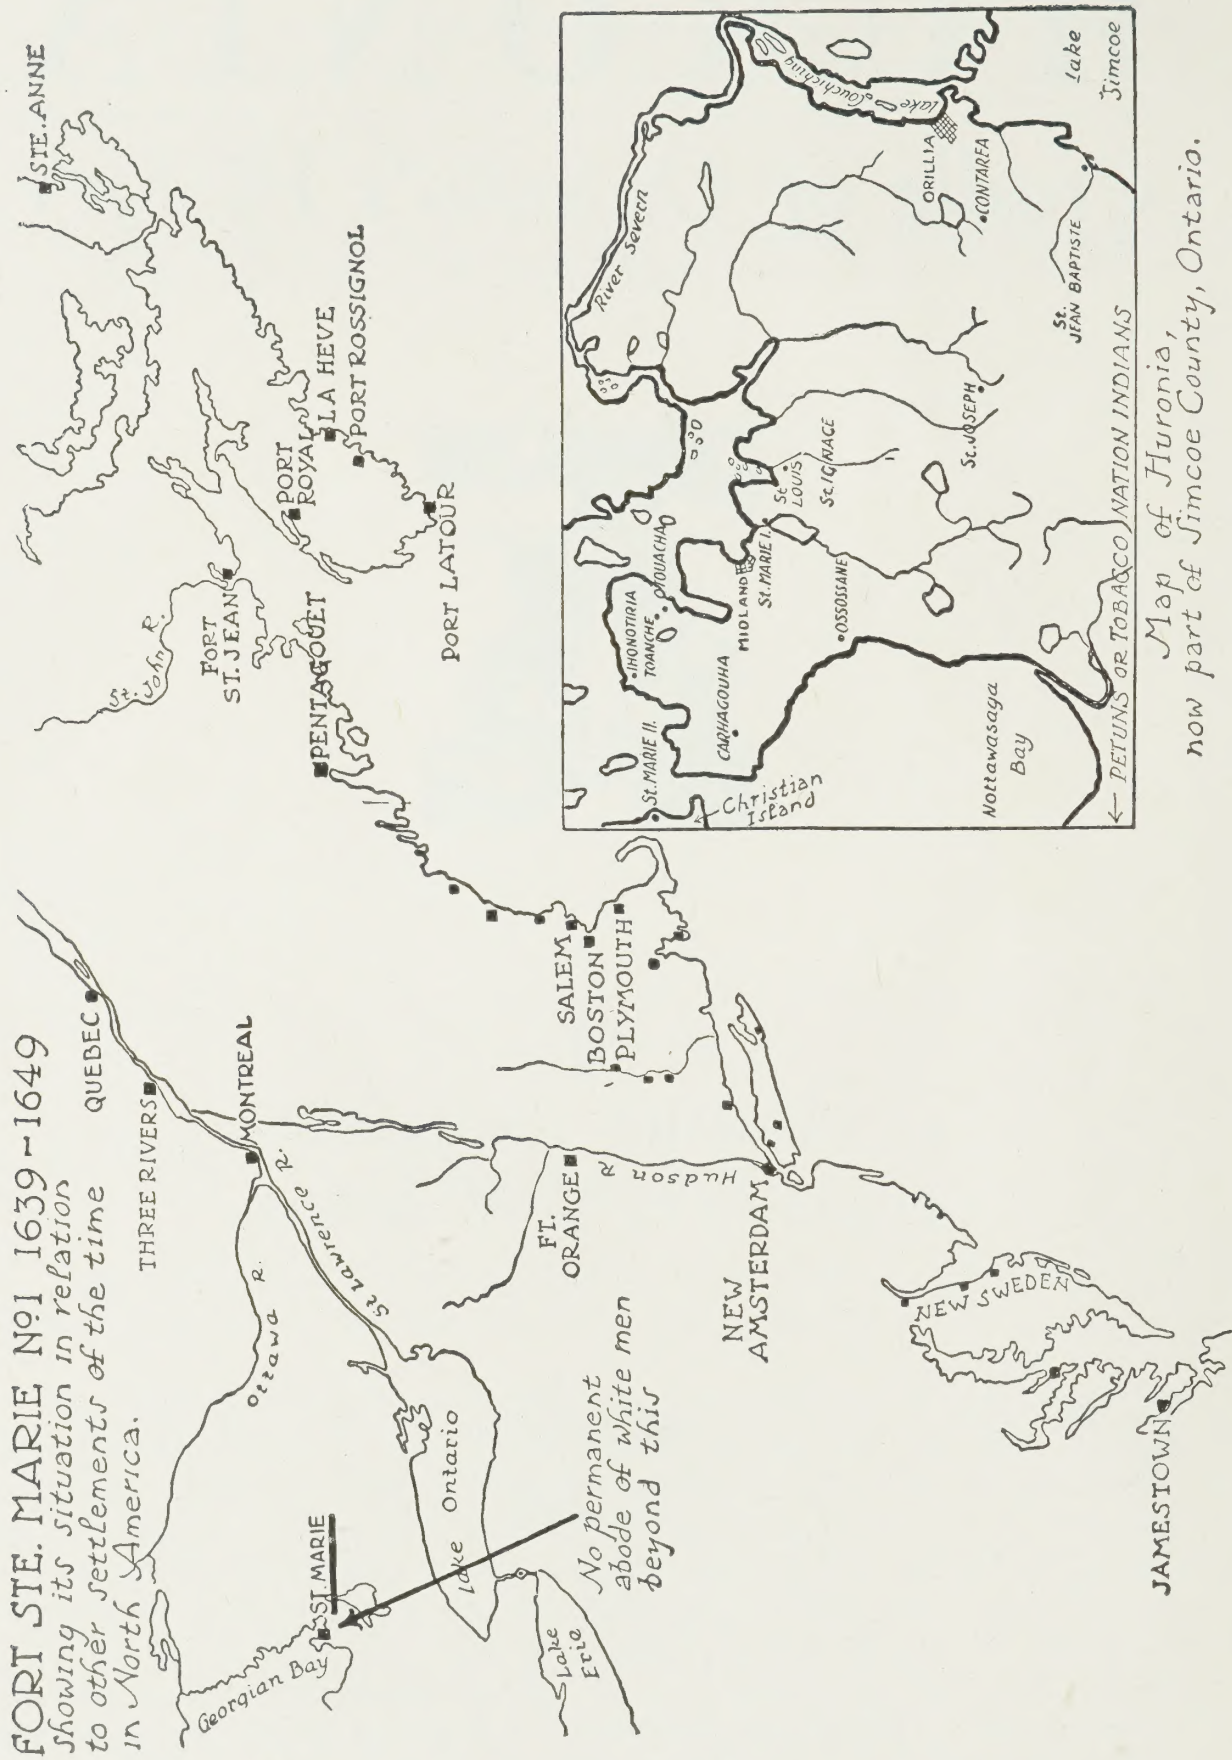 FORT STE. MARIE No1 1639-1649
showing its situation in relation
to other settlements of the time
in North America.
QUEBEC
THREE RIVERS
MONTREAL
Ottawa R.
St Lawrence R.
Georgian Bay
ST. MARIE
Lake Ontario
Lake
Erie
No permanent
abode of white men
beyond this
FT.
ORANGE
Hudson R
NEW
AMSTERDAM
NEW SWEDEN
JAMESTOWN
SALEM
BOSTON
PLYMOUTH
PENTAGOUET
St. John R.
FORT
ST. JEAN
PORT
ROYAL
LA HEVE
PORT ROSSIGNOL
PORT LATOUR
STE. ANNE
River Severn
Lake Couchiching
Lake
Simcoe
ORILLIA
CONTAREA
St.
JEAN BAPTISTE
St. JOSEPH
St. IGNACE
St
LOUIS
St. MARIE I.
MIDLAND
OTOUACHA
IHONOTIRIA
TOANCHE
CARHAGOUHA
OSSOSSANE
St. MARIE II.
← Christian
Island
Nottawasaga
Bay
← PETUNS OR TOBACCO NATION INDIANS
Map of Huronia,
now part of Simcoe County, Ontario.